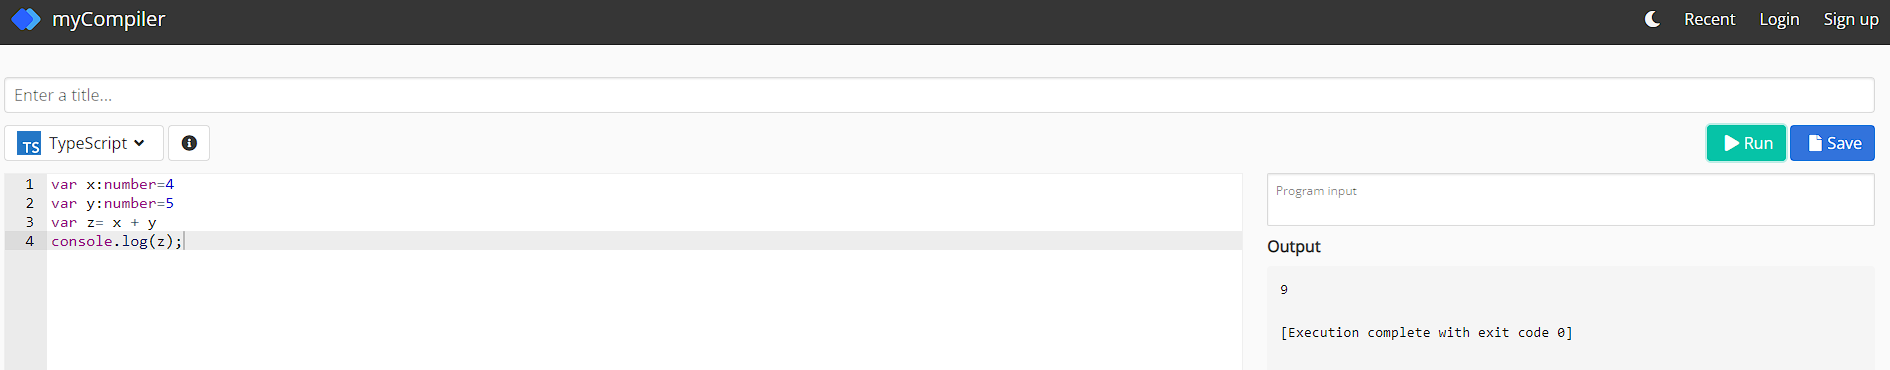 myCompiler
Recent Login Sign up
Enter a title...
TS TypeScript
Run Save
1 var x:number=4
2 var y:number=5
3 var z= x + y
4 console.log(z);
Program input
Output
9
[Execution complete with exit code 0]